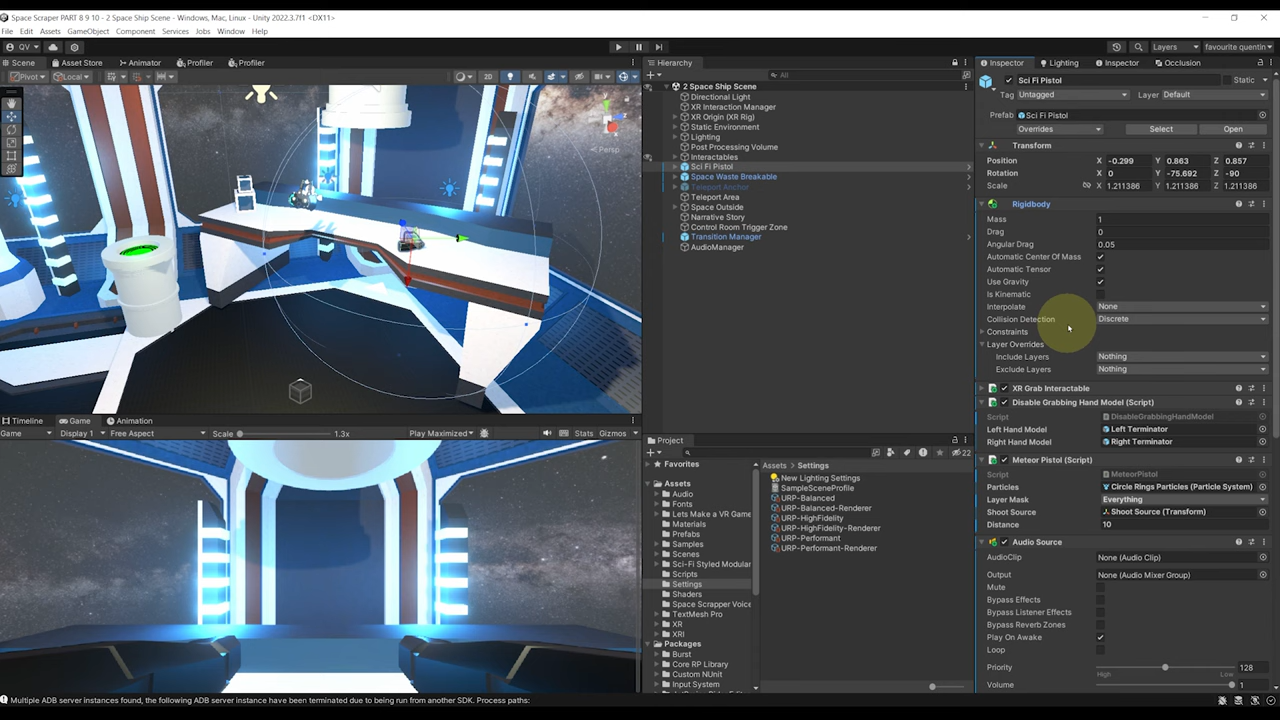 Space Scraper PART 8 9 10 - 2 Space Ship Scene - Windows, Mac, Linux - Unity 2022.3.7f1 <DX11>
File Edit Assets GameObject Component Services Jobs Window Help
QV Layers favourite quentin
Scene Asset Store Animator Profiler Profiler
Pivot Local 2D
Persp
Hierarchy
All
2 Space Ship Scene
Directional Light
XR Interaction Manager
XR Origin (XR Rig)
Static Environment
Lighting
Post Processing Volume
Interactables
Sci Fi Pistol
Space Waste Breakable
Teleport Anchor
Teleport Area
Space Outside
Narrative Story
Control Room Trigger Zone
Transition Manager
AudioManager
Inspector Lighting Inspector Occlusion
Sci Fi Pistol Static
Tag Untagged Layer Default
Prefab Sci Fi Pistol
Overrides Select Open
Transform
Position X -0.299 Y 0.863 Z 0.857
Rotation X 0 Y -75.692 Z -90
Scale X 1.211386 Y 1.211386 Z 1.211386
Rigidbody
Mass 1
Drag 0
Angular Drag 0.05
Automatic Center Of Mass
Automatic Tensor
Use Gravity
Is Kinematic
Interpolate None
Collision Detection Discrete
Constraints
Layer Overrides
Include Layers Nothing
Exclude Layers Nothing
XR Grab Interactable
Disable Grabbing Hand Model (Script)
Script DisableGrabbingHandModel
Left Hand Model Left Terminator
Right Hand Model Right Terminator
Meteor Pistol (Script)
Script MeteorPistol
Particles Circle Rings Particles (Particle System)
Layer Mask Everything
Shoot Source Shoot Source (Transform)
Distance 10
Audio Source
AudioClip None (Audio Clip)
Output None (Audio Mixer Group)
Mute
Bypass Effects
Bypass Listener Effects
Bypass Reverb Zones
Play On Awake
Loop
Priority 128
High Low
Volume 1
Timeline Game Animation
Game Display 1 Free Aspect Scale 1.3x Play Maximized Stats Gizmos
Project
22
Favorites
Assets
Audio
Fonts
Lets Make a VR Game
Materials
Prefabs
Samples
Scenes
Sci-Fi Styled Modular
Scripts
Settings
Shaders
Space Scrapper Voice
TextMesh Pro
XR
XRI
Packages
Burst
Core RP Library
Custom NUnit
Input System
Assets Settings
New Lighting Settings
SampleSceneProfile
URP-Balanced
URP-Balanced-Renderer
URP-HighFidelity
URP-HighFidelity-Renderer
URP-Performant
URP-Performant-Renderer
Multiple ADB server instances found, the following ADB server instance have been terminated due to being run from another SDK. Process paths: